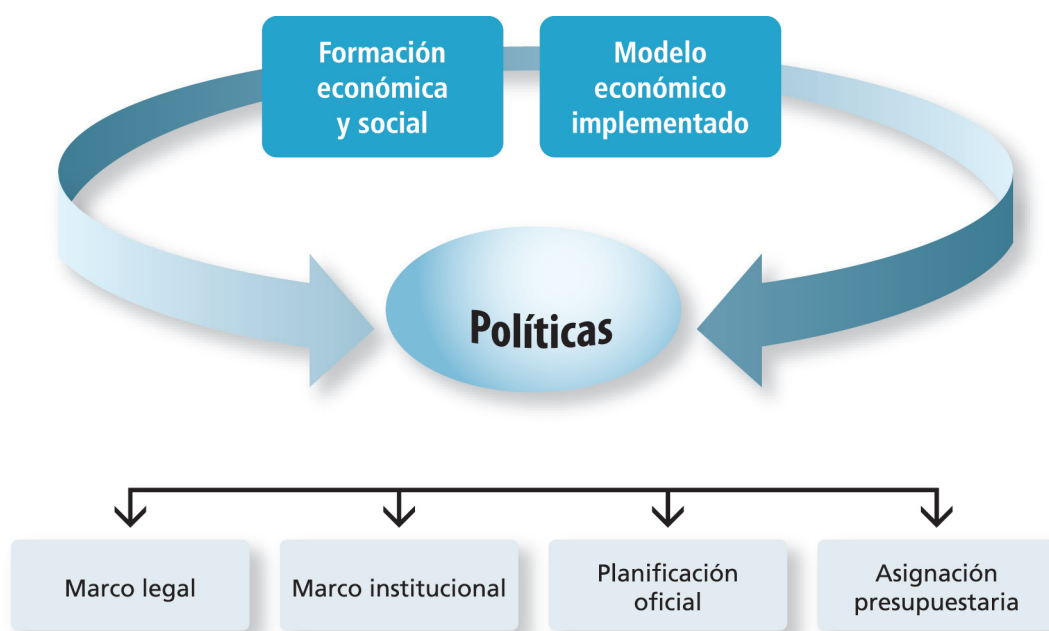 Formación
económica
y social
Modelo
económico
implementado
Políticas
Marco legal
Marco institucional
Planificación
oficial
Asignación
presupuestaria